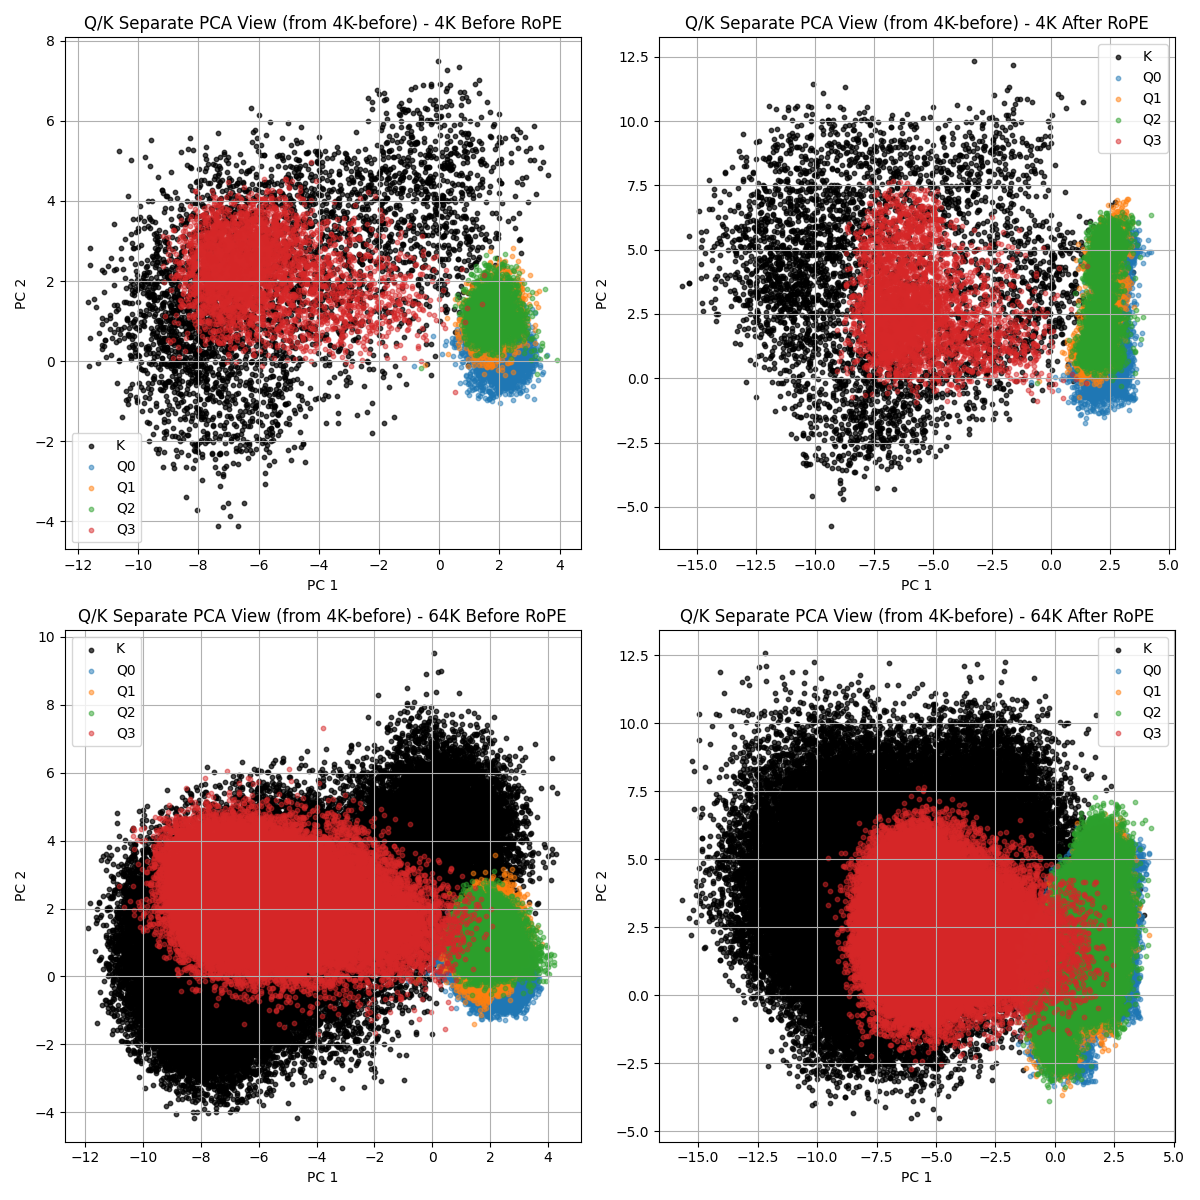 Q/K Separate PCA View (from 4K-before) - 4K Before RoPE
8
6
4
2
0
−2
−4
PC 2
K
Q0
Q1
Q2
Q3
−12 −10 −8 −6 −4 −2 0 2 4
PC 1
Q/K Separate PCA View (from 4K-before) - 4K After RoPE
12.5
10.0
7.5
5.0
2.5
0.0
−2.5
−5.0
PC 2
K
Q0
Q1
Q2
Q3
−15.0 −12.5 −10.0 −7.5 −5.0 −2.5 0.0 2.5 5.0
PC 1
Q/K Separate PCA View (from 4K-before) - 64K Before RoPE
10
8
6
4
2
0
−2
−4
PC 2
K
Q0
Q1
Q2
Q3
−12 −10 −8 −6 −4 −2 0 2 4
PC 1
Q/K Separate PCA View (from 4K-before) - 64K After RoPE
12.5
10.0
7.5
5.0
2.5
0.0
−2.5
−5.0
PC 2
K
Q0
Q1
Q2
Q3
−15.0 −12.5 −10.0 −7.5 −5.0 −2.5 0.0 2.5 5.0
PC 1